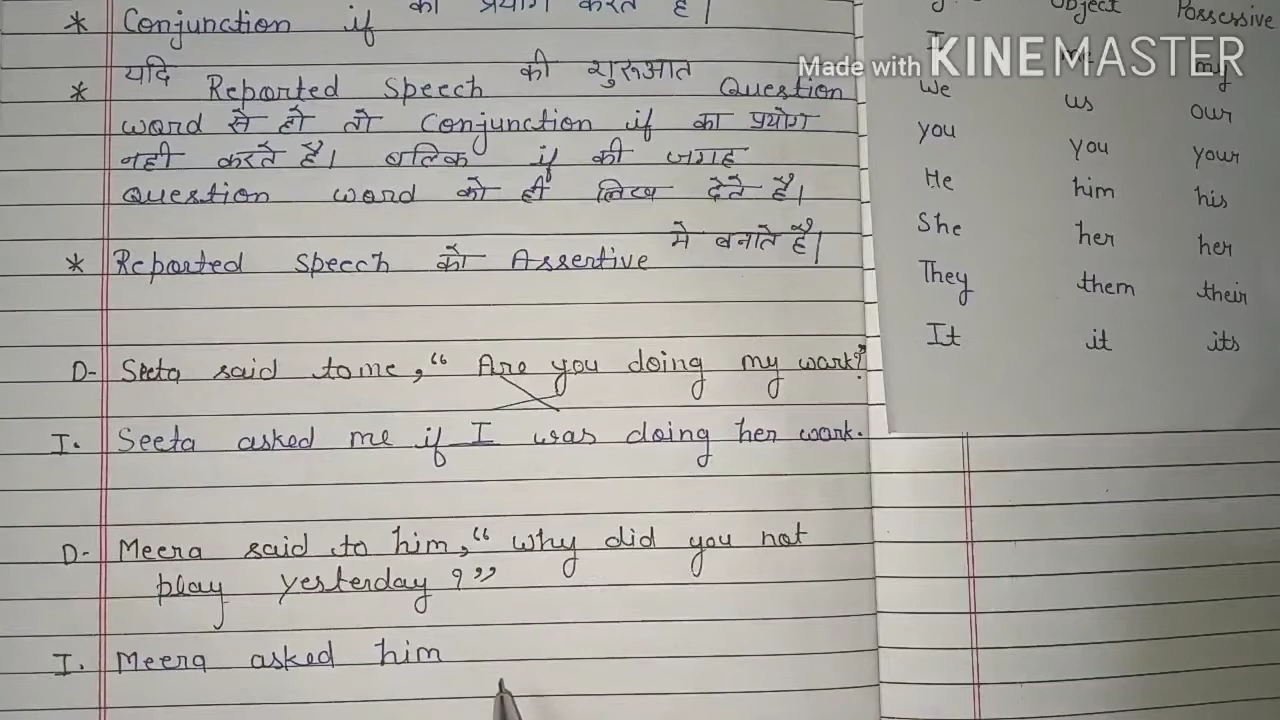 * Conjunction if का प्रयोग करते है।
* यदि Reported Speech की शुरूआत Question
word से हो तो Conjunction if का प्रयोग
नही करते है। बल्कि if की जगह
Question word को ही लिख देते है।
* Reported Speech को Assertive मे बनाते है।
D- Seeta said to me, “ Are you doing my work?
I. Seeta asked me if I was doing her work.
D- Meera said to him, “ Why did you not
play yesterday ? ”
I. Meera asked him
Object Possessive
I my
We us our
you you your
He him his
She her her
They them their
It it its
Made with KINEMASTER